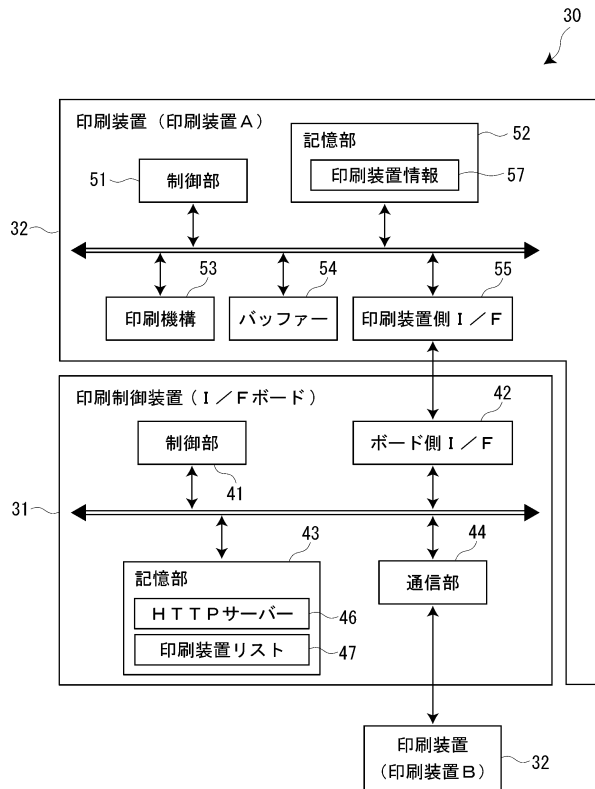 30
印刷装置（印刷装置Ａ）
記憶部
52
51
制御部
印刷装置情報
57
32
53
54
55
印刷機構
バッファー
印刷装置側Ｉ／Ｆ
印刷制御装置（Ｉ／Ｆボード）
42
制御部
ボード側Ｉ／Ｆ
41
31
43
44
記憶部
通信部
ＨＴＴＰサーバー
46
印刷装置リスト
47
印刷装置
（印刷装置Ｂ）
32